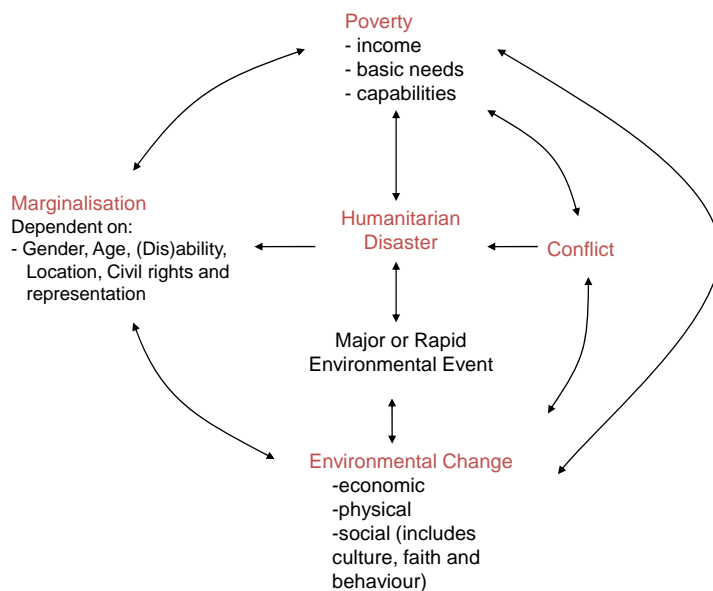 Poverty
- income
- basic needs
- capabilities
Marginalisation
Dependent on:
- Gender, Age, (Dis)ability,
Location, Civil rights and
representation
Humanitarian
Disaster
Conflict
Major or Rapid
Environmental Event
Environmental Change
-economic
-physical
-social (includes
culture, faith and
behaviour)